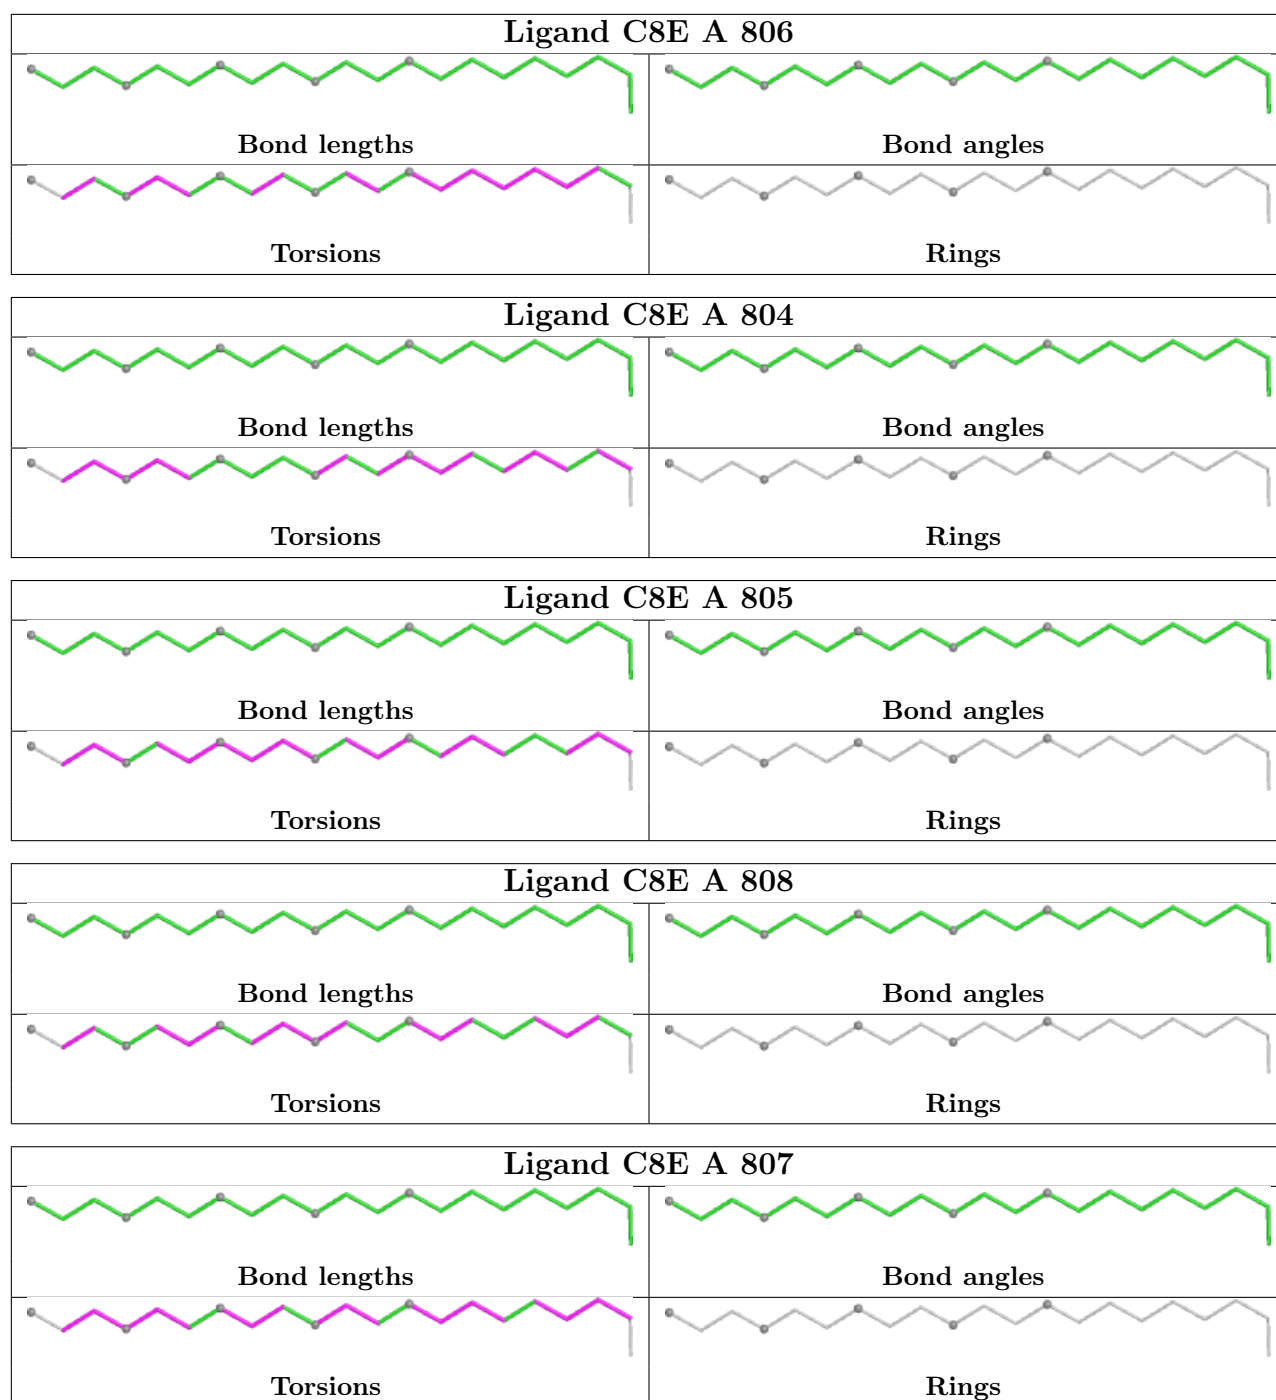 Ligand C8E A 806
Bond lengths
Bond angles
Torsions
Rings
Ligand C8E A 804
Bond lengths
Bond angles
Torsions
Rings
Ligand C8E A 805
Bond lengths
Bond angles
Torsions
Rings
Ligand C8E A 808
Bond lengths
Bond angles
Torsions
Rings
Ligand C8E A 807
Bond lengths
Bond angles
Torsions
Rings